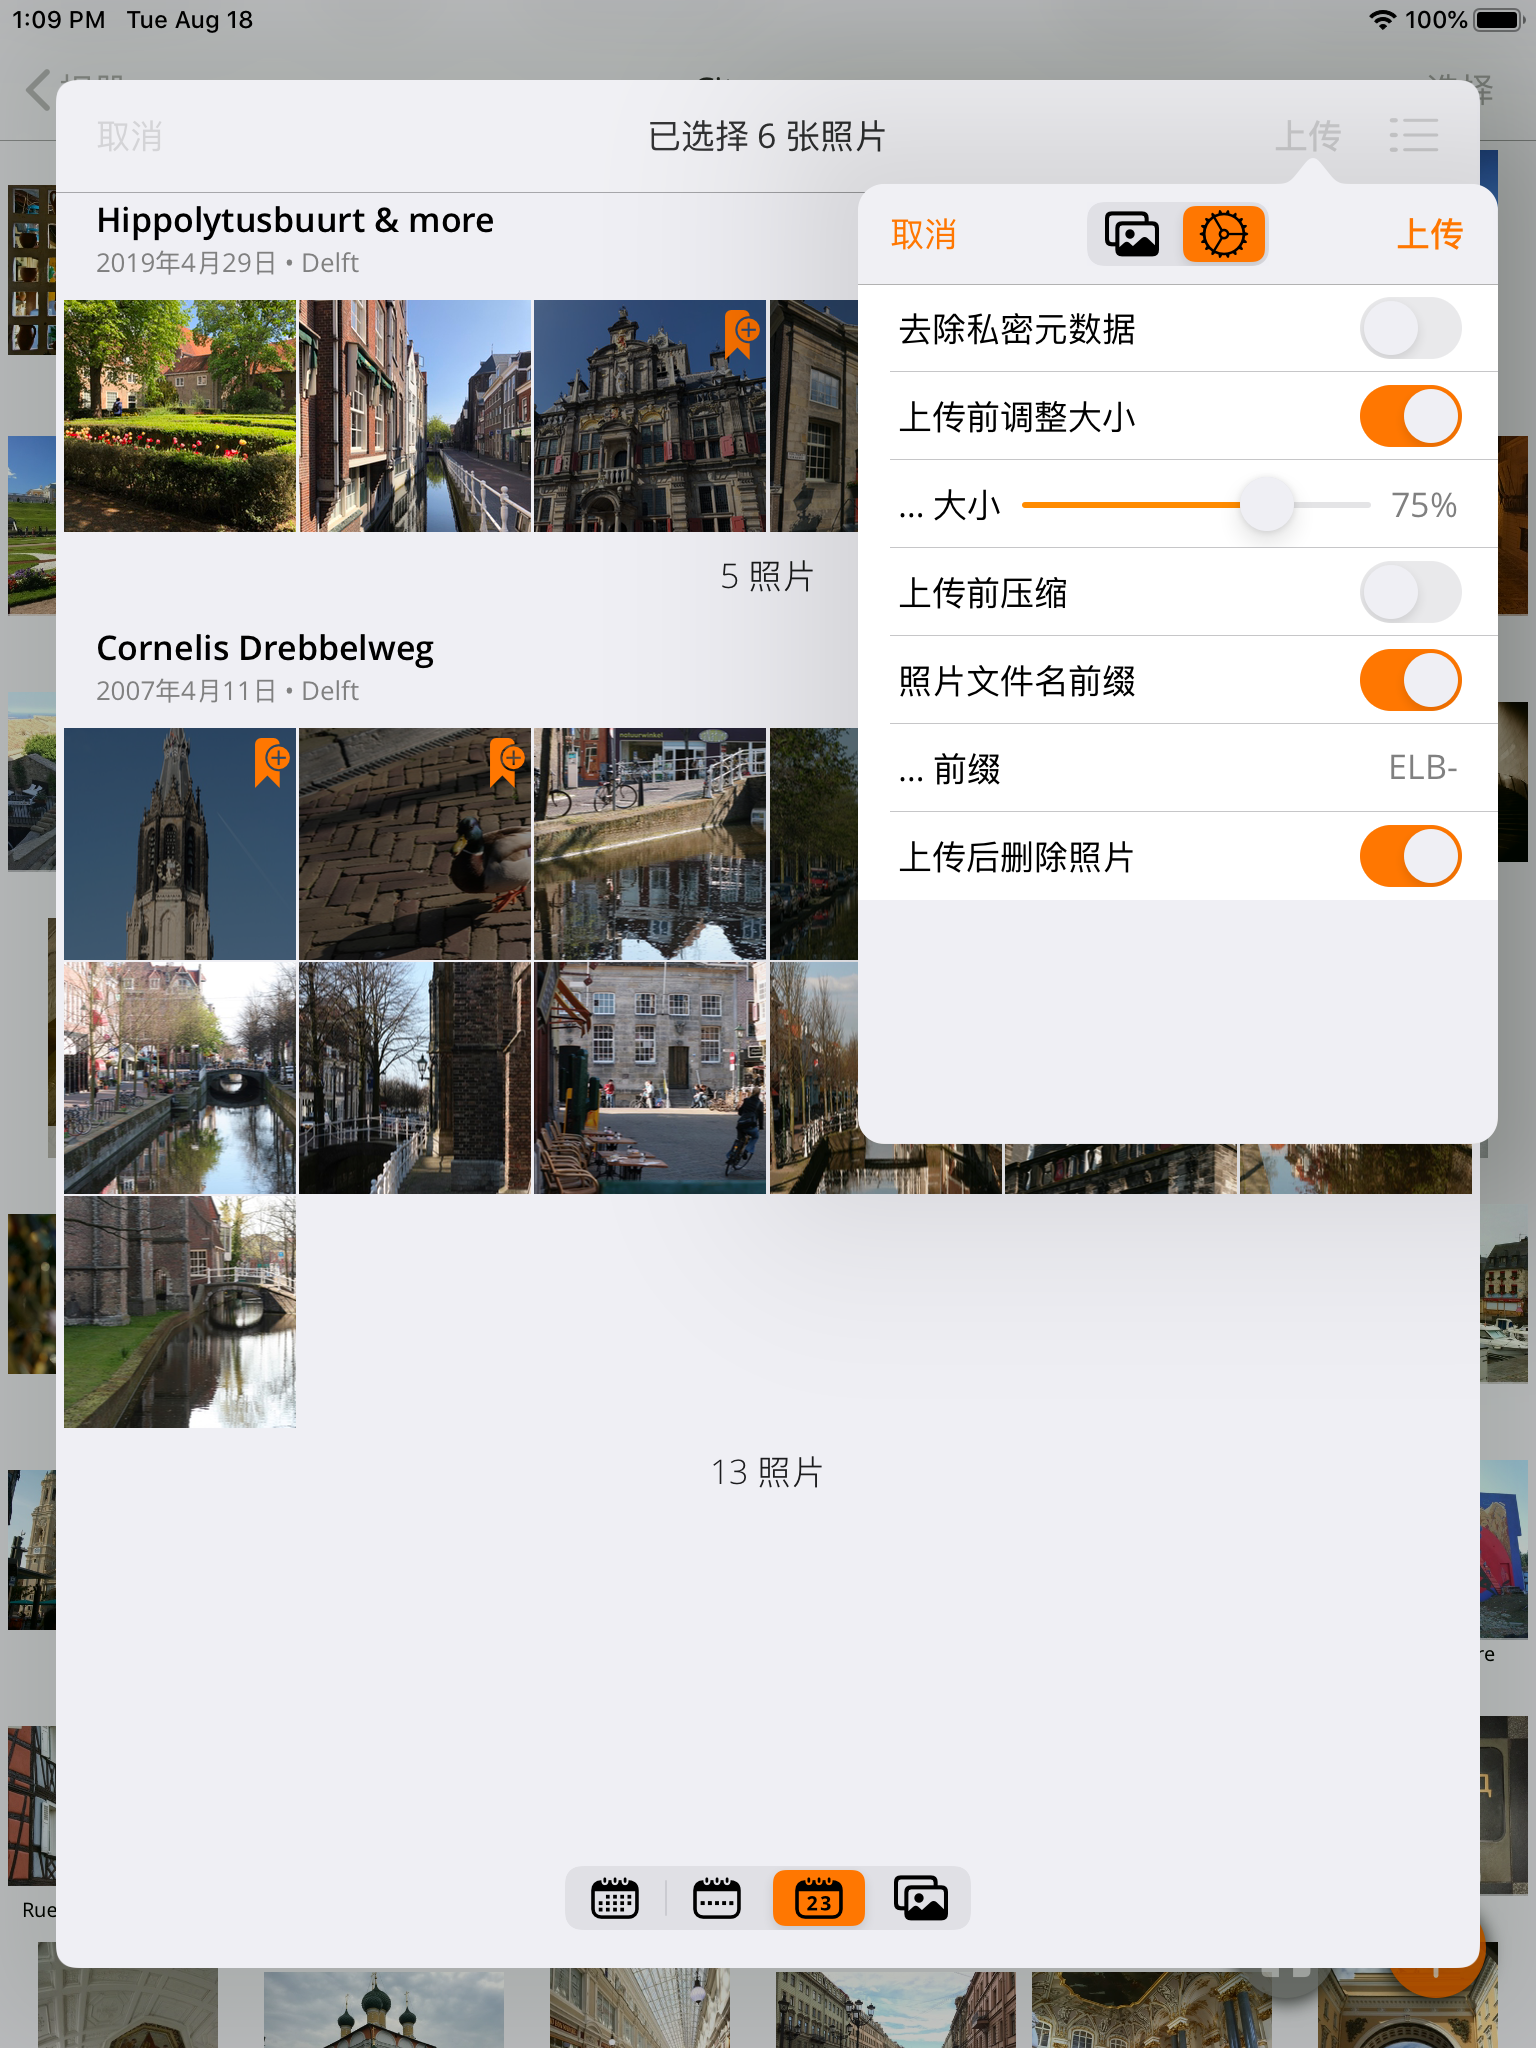 1:09 PM Tue Aug 18
100%
取消
已选择 6 张照片
上传
Hippolytusbuurt & more
2019年4月29日 • Delft
取消
上传
去除私密元数据
上传前调整大小
... 大小
75%
上传前压缩
照片文件名前缀
... 前缀
ELB-
上传后删除照片
5 照片
Cornelis Drebbelweg
2007年4月11日 • Delft
natuurwinkel
13 照片
re
Rue
23